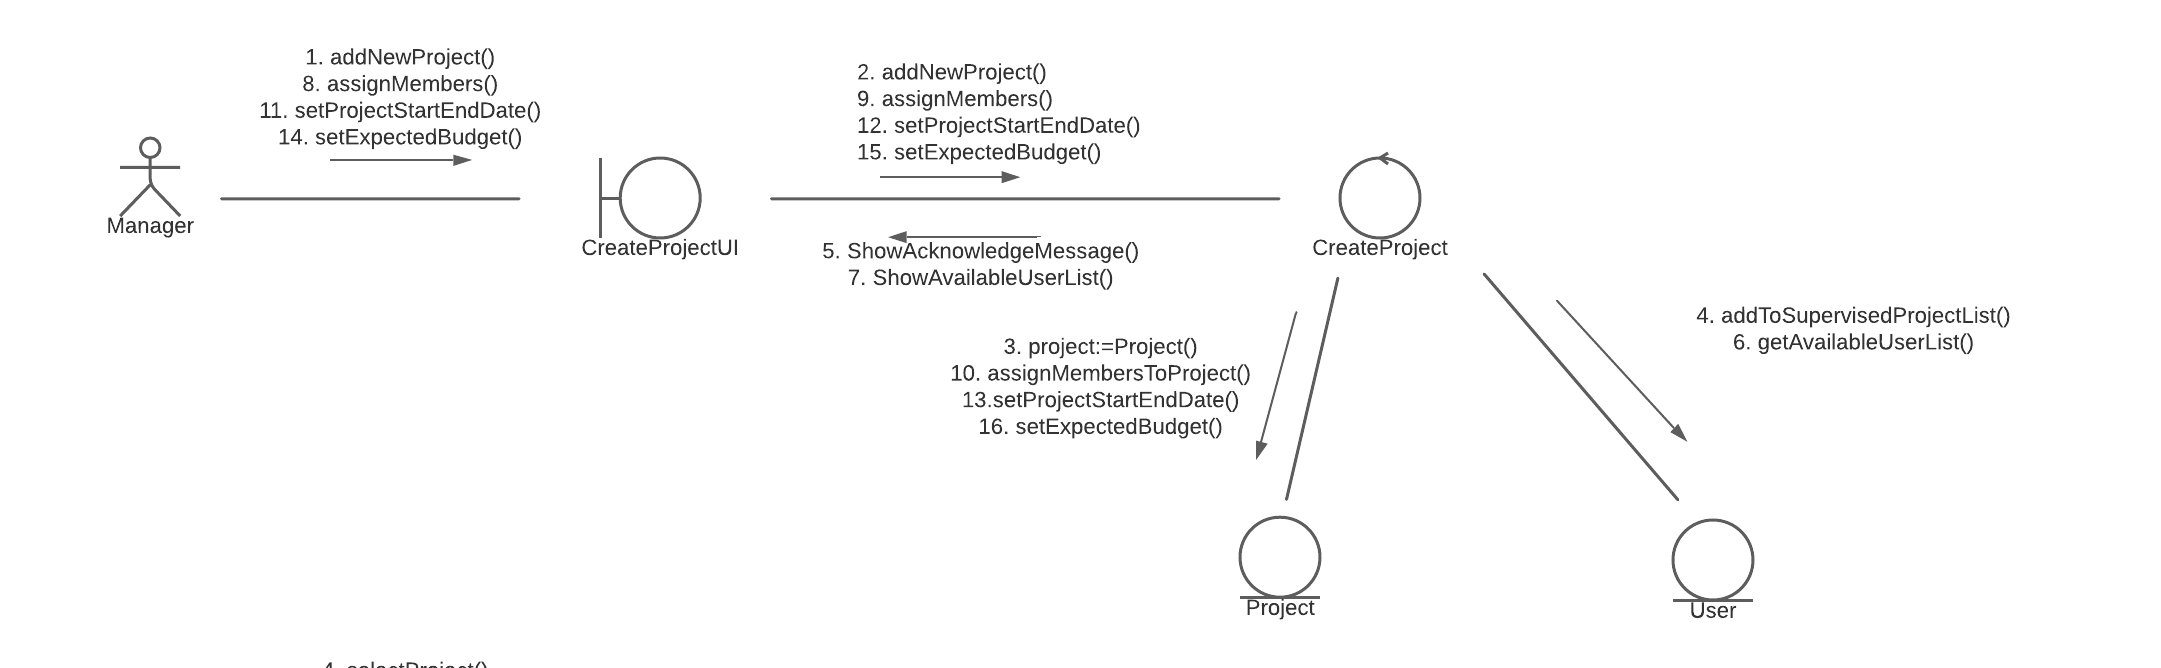 1. addNewProject()
8. assignMembers()
11. setProjectStartEndDate()
14. setExpectedBudget()
2. addNewProject()
9. assignMembers()
12. setProjectStartEndDate()
15. setExpectedBudget()
Manager
CreateProjectUI
CreateProject
5. ShowAcknowledgeMessage()
7. ShowAvailableUserList()
4. addToSupervisedProjectList()
6. getAvailableUserList()
3. project:=Project()
10. assignMembersToProject()
13.setProjectStartEndDate()
16. setExpectedBudget()
Project
User
4. selectProject()